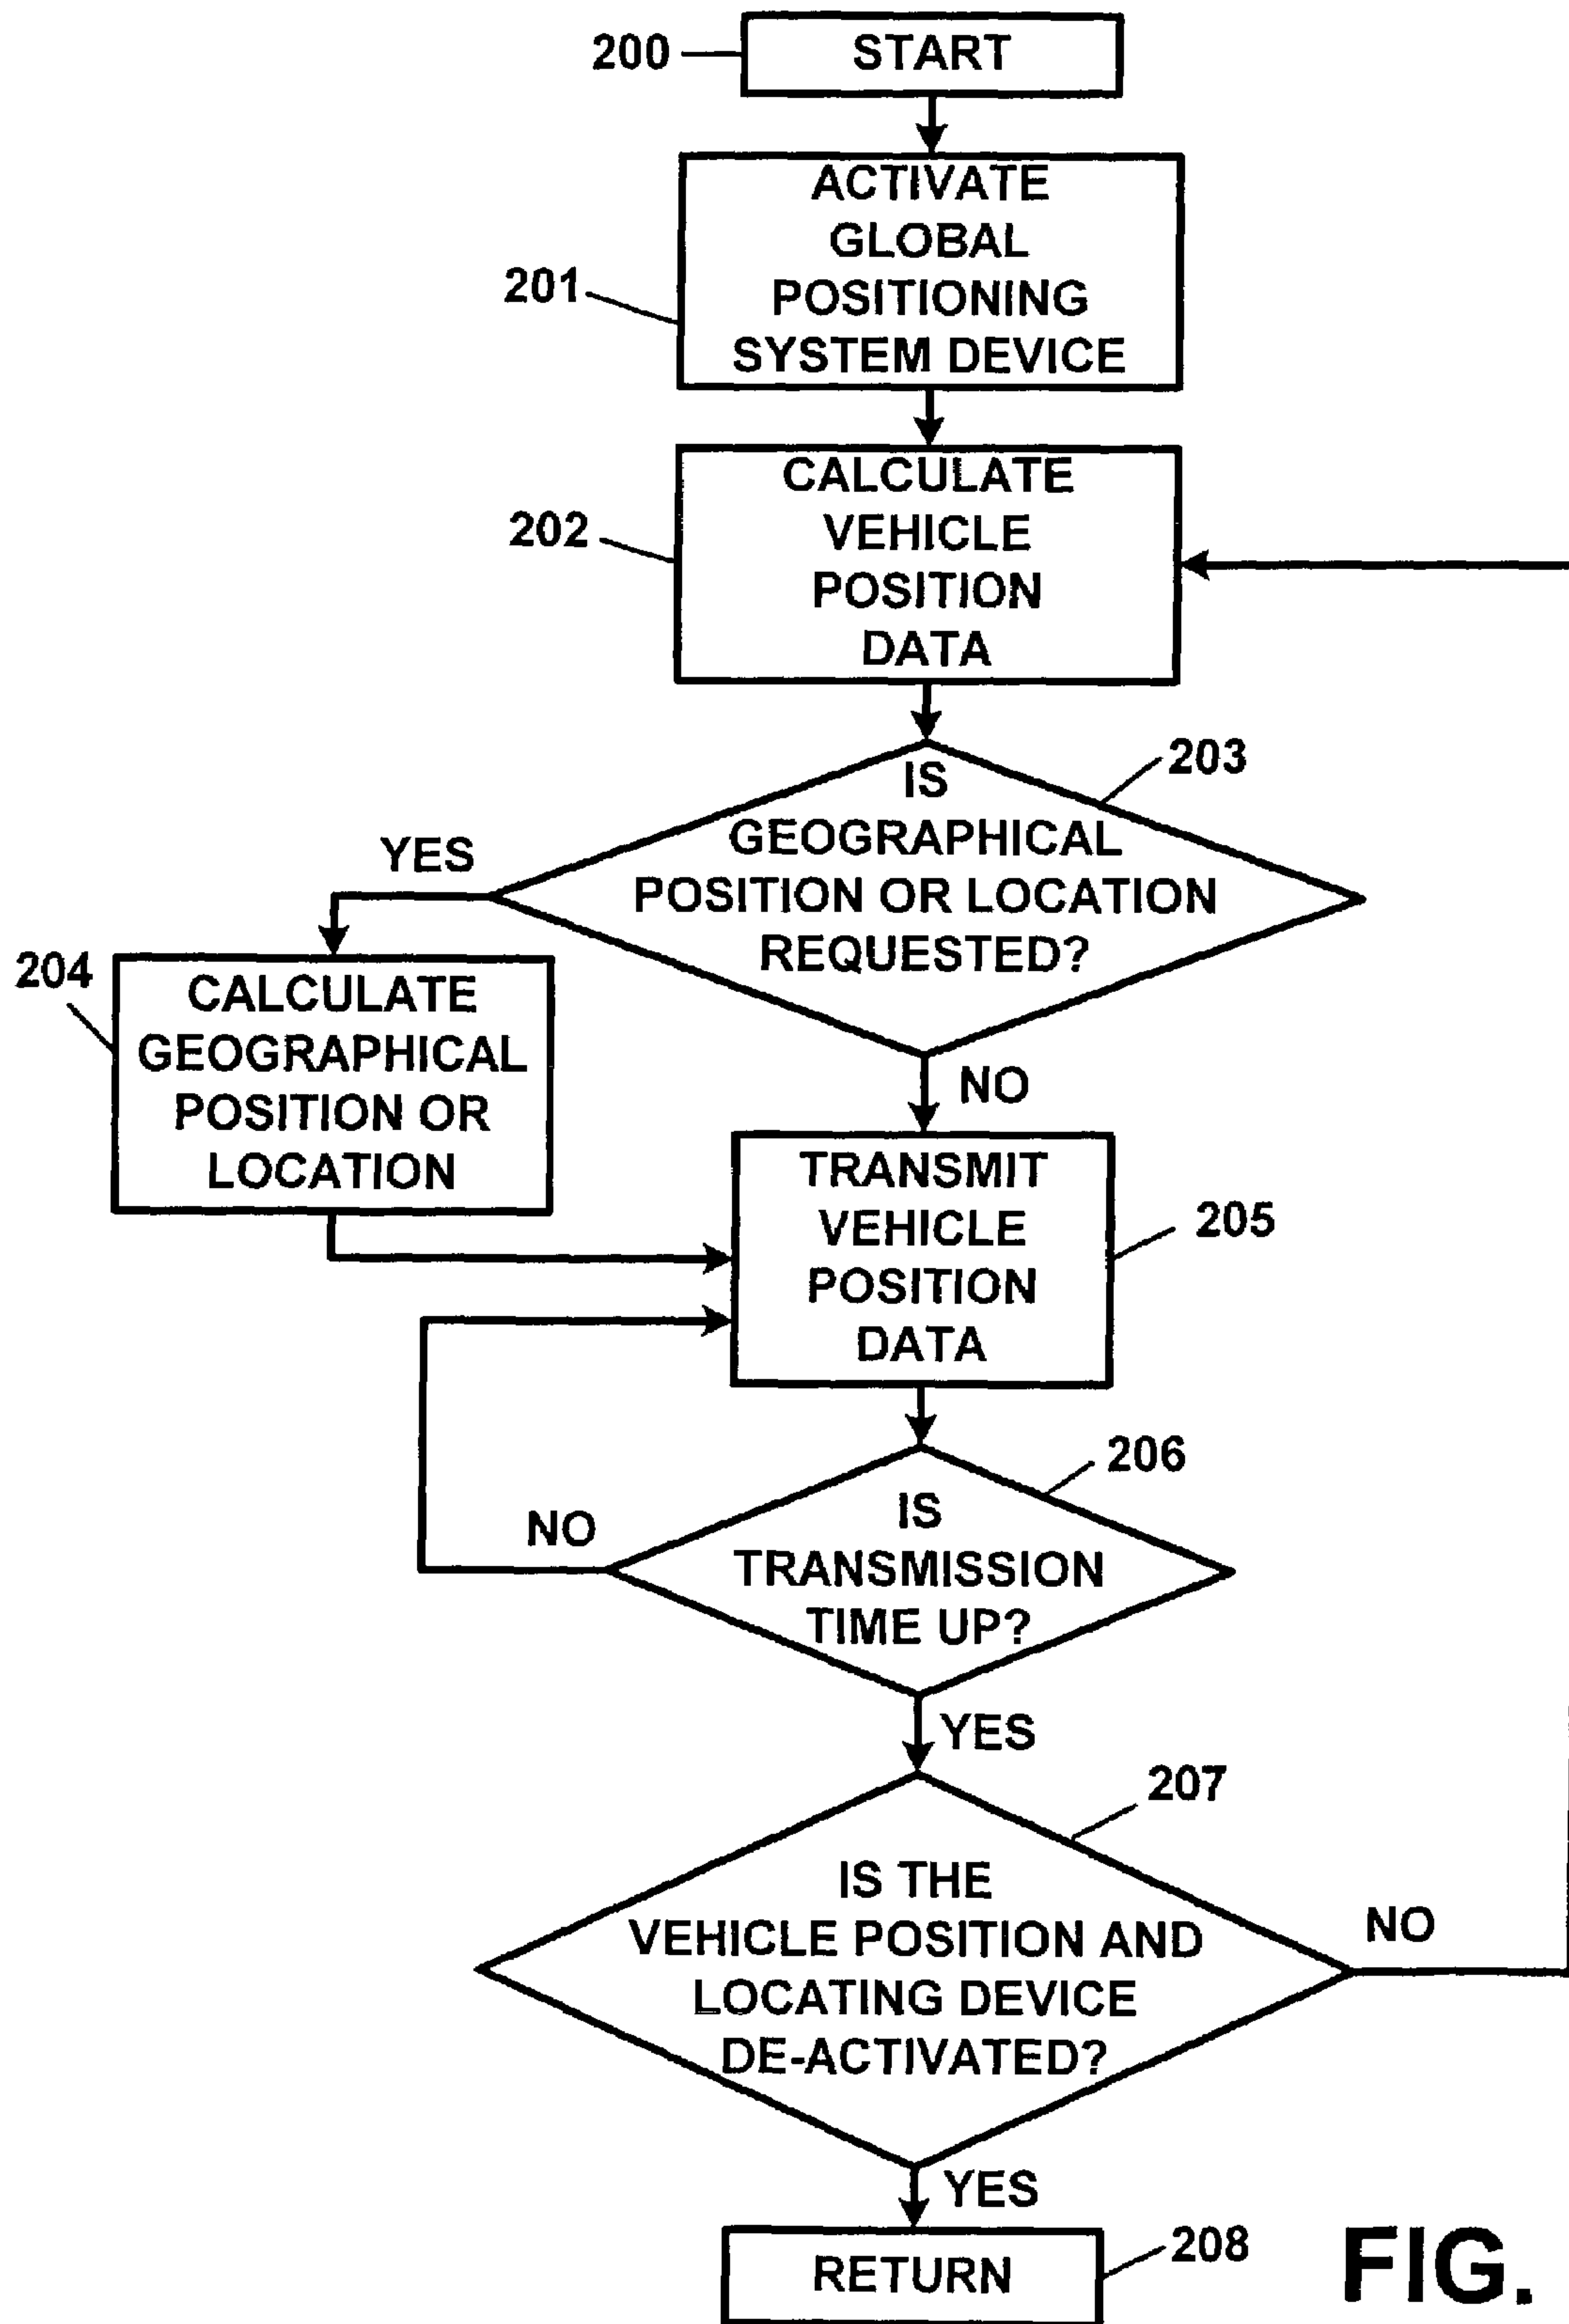 200
START
ACTIVATE
GLOBAL
POSITIONING
SYSTEM DEVICE
201
CALCULATE
VEHICLE
POSITION
DATA
202
203
IS
GEOGRAPHICAL
POSITION OR LOCATION
REQUESTED?
YES
204
CALCULATE
GEOGRAPHICAL
POSITION OR
LOCATION
NO
TRANSMIT
VEHICLE
POSITION
DATA
205
206
IS
TRANSMISSION
TIME UP?
NO
YES
207
IS THE
VEHICLE POSITION AND
LOCATING DEVICE
DE-ACTIVATED?
NO
YES
RETURN
208
FIG.